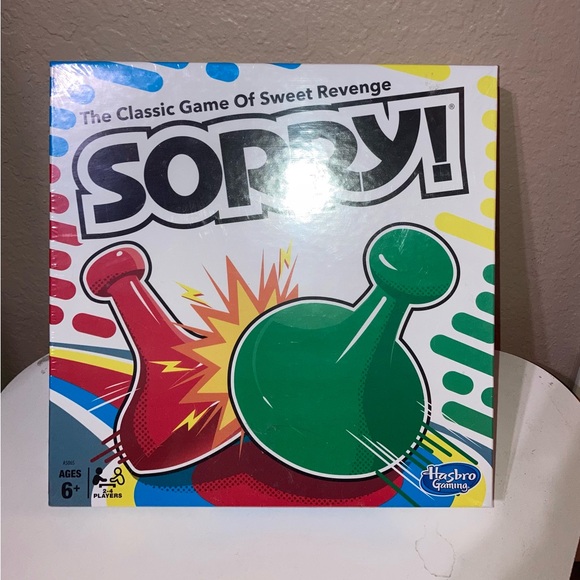 The Classic Game Of Sweet Revenge
SORRY!®
AGES
6+
2-4
PLAYERS
Hasbro
Gaming